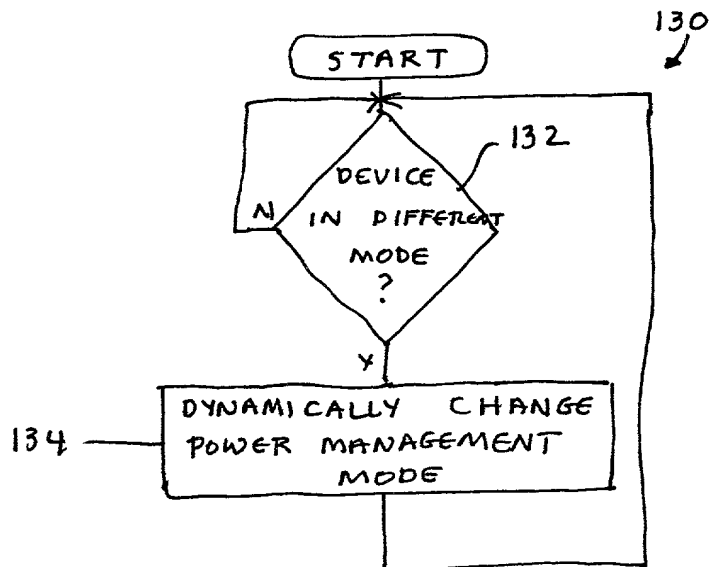 130
START
132
DEVICE
IN DIFFERENT
MODE
?
N
Y
134
DYNAMICALLY CHANGE
POWER MANAGEMENT
MODE